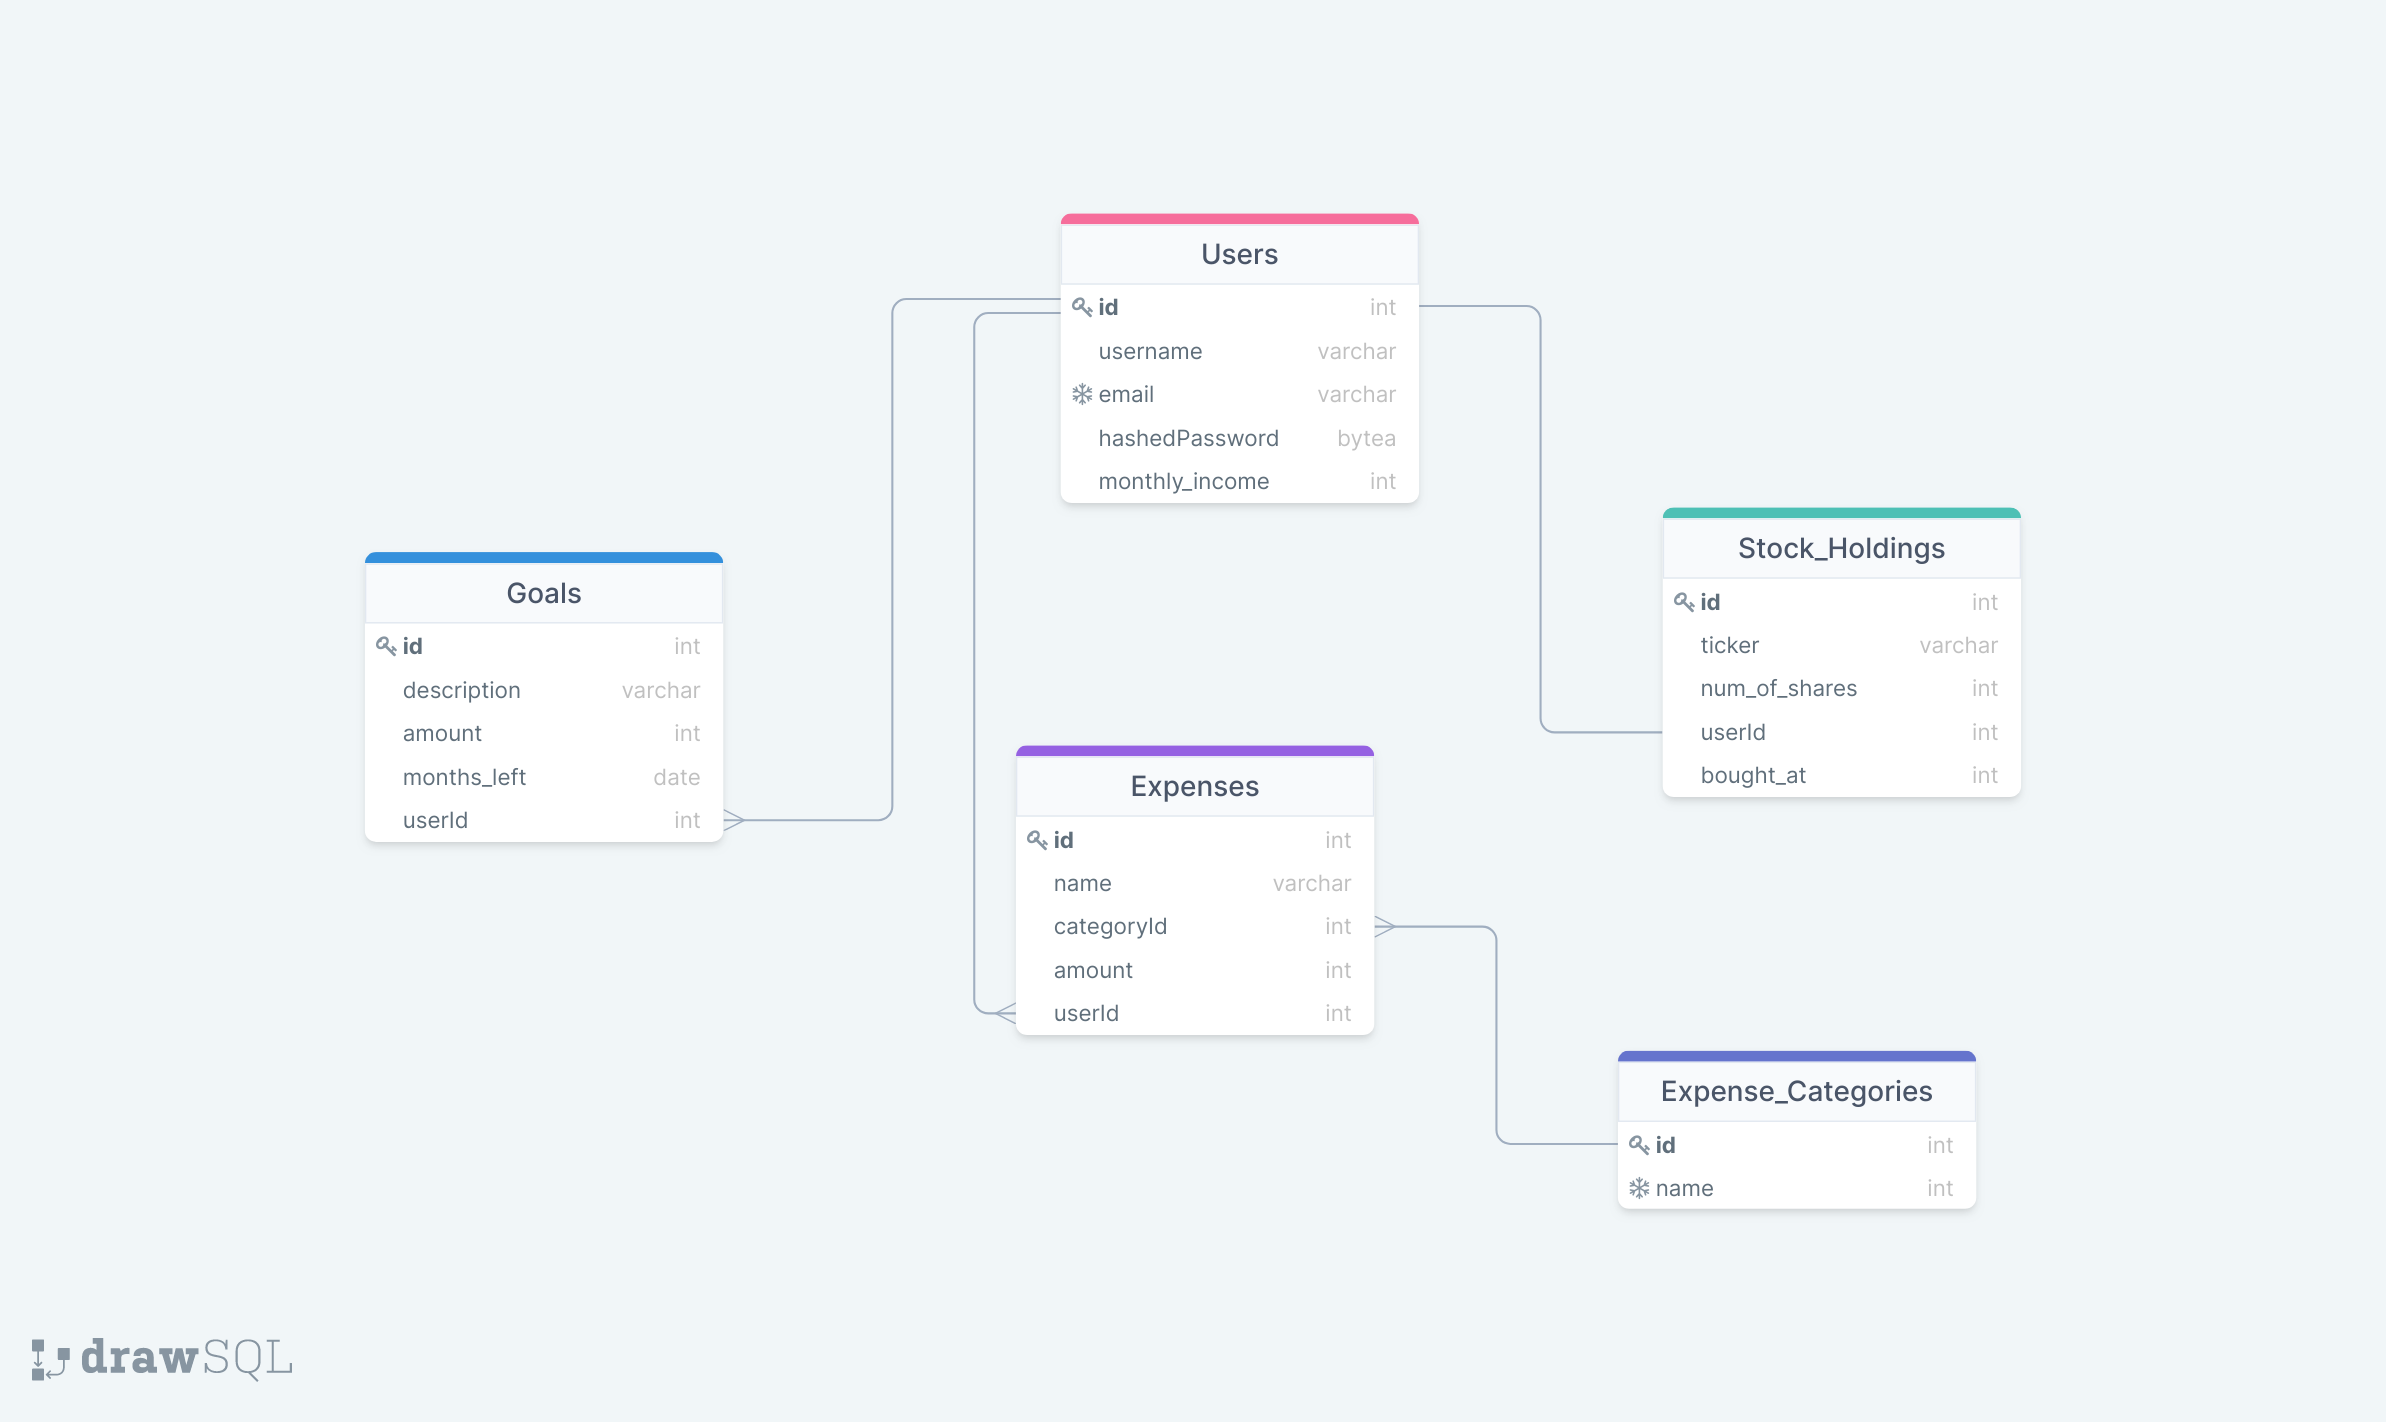 Users
id int
username varchar
email varchar
hashedPassword bytea
monthly_income int
Stock_Holdings
id int
ticker varchar
num_of_shares int
userId int
bought_at int
Goals
id int
description varchar
amount int
months_left date
userId int
Expenses
id int
name varchar
categoryId int
amount int
userId int
Expense_Categories
id int
name int
drawSQL